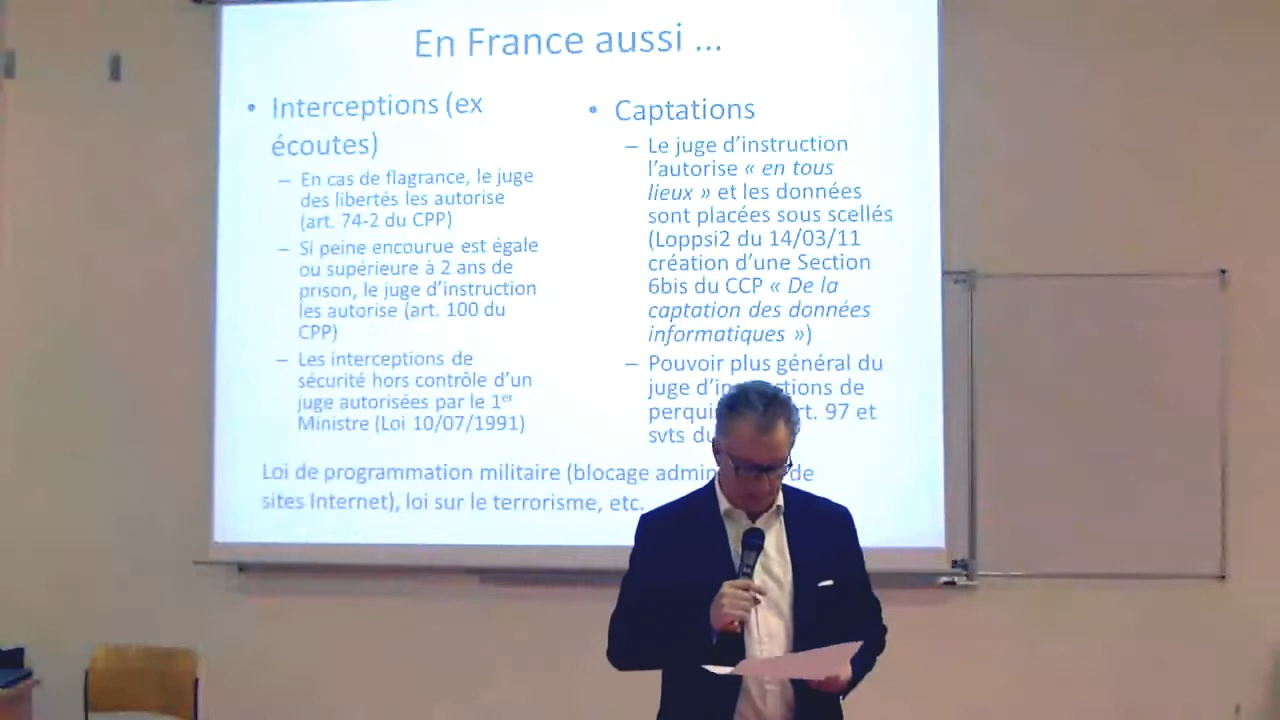 En France aussi ...
• Interceptions (ex
écoutes)
– En cas de flagrance, le juge
des libertés les autorise
(art. 74-2 du CPP)
– Si peine encourue est égale
ou supérieure à 2 ans de
prison, le juge d'instruction
les autorise (art. 100 du
CPP)
– Les interceptions de
sécurité hors contrôle d'un
juge autorisées par le 1er
Ministre (Loi 10/07/1991)
• Captations
– Le juge d'instruction
l'autorise « en tous
lieux » et les données
sont placées sous scellés
(Loppsi2 du 14/03/11
création d'une Section
6bis du CCP « De la
captation des données
informatiques »)
– Pouvoir plus général du
juge de
97 et
svts
Loi de programmation militaire (blocage de
sites Internet), loi sur le terrorisme, etc.